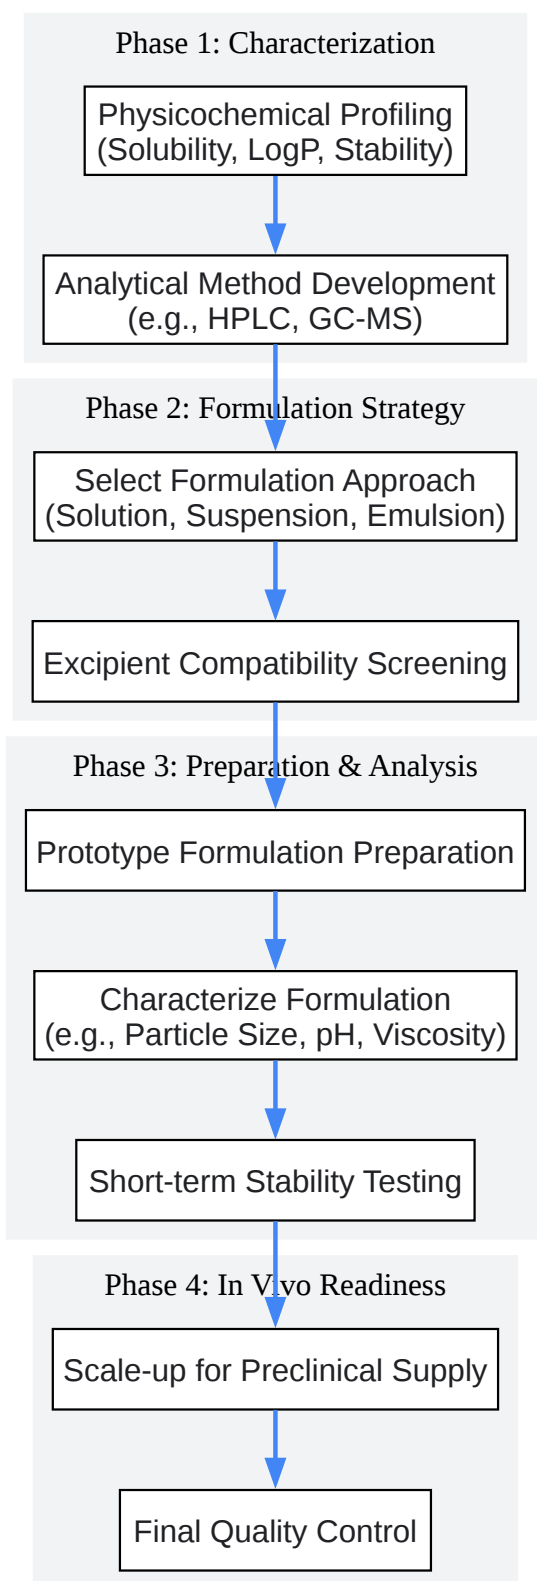 Phase 1: Characterization
Physicochemical Profiling
(Solubility, LogP, Stability)
Analytical Method Development
(e.g., HPLC, GC-MS)
Phase 2: Formulation Strategy
Select Formulation Approach
(Solution, Suspension, Emulsion)
Excipient Compatibility Screening
Phase 3: Preparation & Analysis
Prototype Formulation Preparation
Characterize Formulation
(e.g., Particle Size, pH, Viscosity)
Short-term Stability Testing
Phase 4: In Vivo Readiness
Scale-up for Preclinical Supply
Final Quality Control